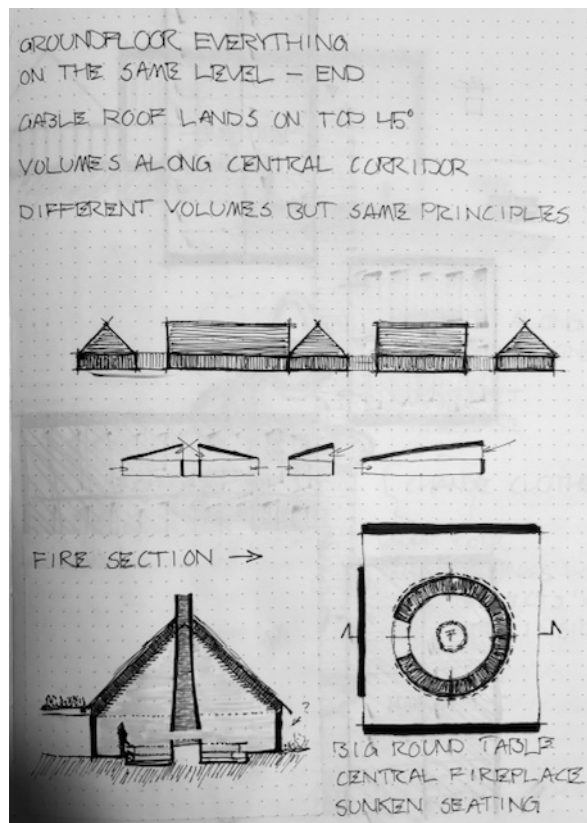 GROUNDFLOOR EVERYTHING
ON THE SAME LEVEL – END
GABLE ROOF LANDS ON TOP 45°
VOLUMES ALONG CENTRAL CORRIDOR
DIFFERENT VOLUMES BUT SAME PRINCIPLES
FIRE SECTION →
?
F
BIG ROUND TABLE
CENTRAL FIREPLACE
SUNKEN SEATING